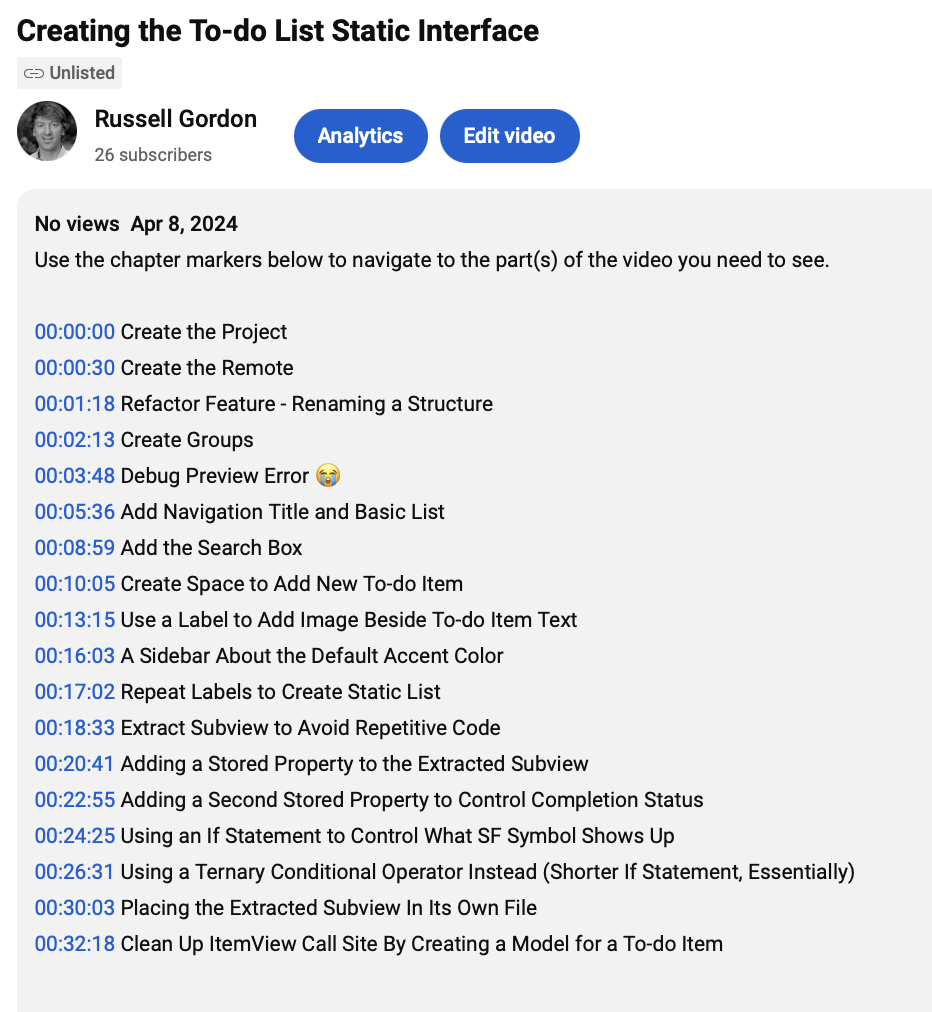 Creating the To-do List Static Interface
Unlisted
Russell Gordon
26 subscribers
Analytics
Edit video
No views Apr 8, 2024
Use the chapter markers below to navigate to the part(s) of the video you need to see.
00:00:00 Create the Project
00:00:30 Create the Remote
00:01:18 Refactor Feature - Renaming a Structure
00:02:13 Create Groups
00:03:48 Debug Preview Error 😭
00:05:36 Add Navigation Title and Basic List
00:08:59 Add the Search Box
00:10:05 Create Space to Add New To-do Item
00:13:15 Use a Label to Add Image Beside To-do Item Text
00:16:03 A Sidebar About the Default Accent Color
00:17:02 Repeat Labels to Create Static List
00:18:33 Extract Subview to Avoid Repetitive Code
00:20:41 Adding a Stored Property to the Extracted Subview
00:22:55 Adding a Second Stored Property to Control Completion Status
00:24:25 Using an If Statement to Control What SF Symbol Shows Up
00:26:31 Using a Ternary Conditional Operator Instead (Shorter If Statement, Essentially)
00:30:03 Placing the Extracted Subview In Its Own File
00:32:18 Clean Up ItemView Call Site By Creating a Model for a To-do Item